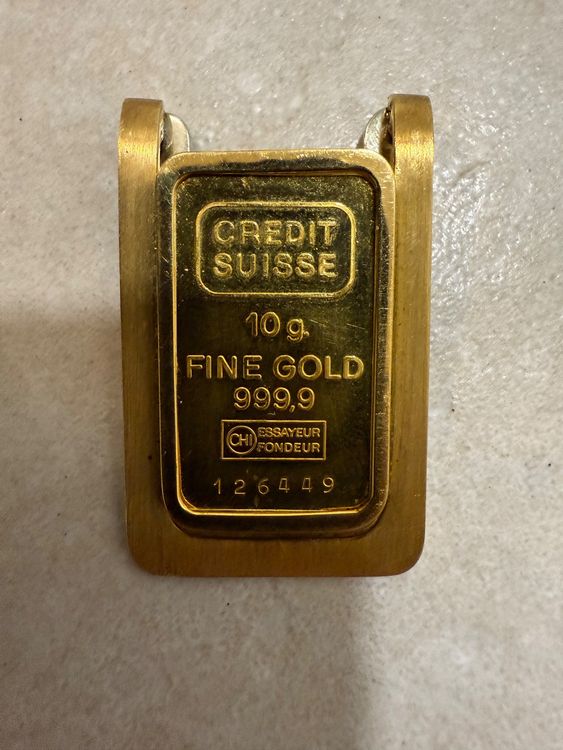 CREDIT
SUISSE
10 g.
FINE GOLD
999,9
CHI ESSAYEUR
FONDEUR
126449